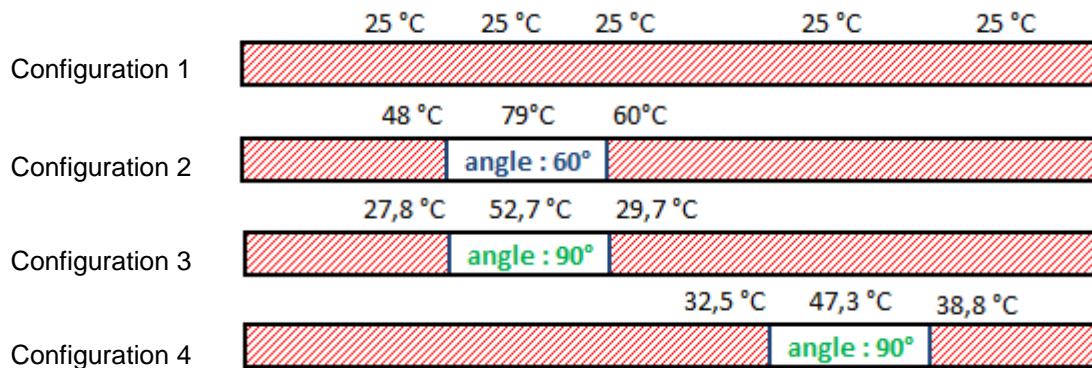 25 °C 25 °C 25 °C 25 °C 25 °C
Configuration 1
48 °C 79°C 60°C
Configuration 2 angle : 60°
27,8 °C 52,7 °C 29,7 °C
Configuration 3 angle : 90°
32,5 °C 47,3 °C 38,8 °C
Configuration 4 angle : 90°